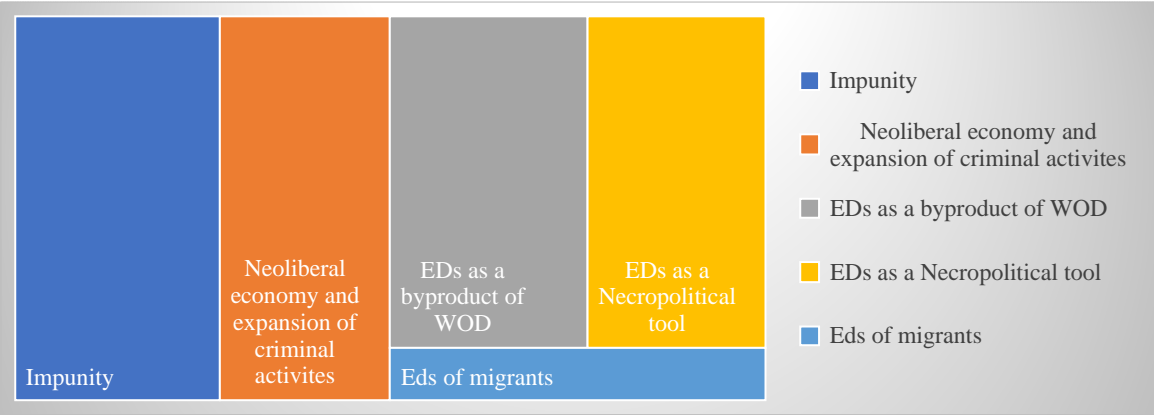 Impunity
Neoliberal
economy and
expansion of
criminal
activites
EDs as a
byproduct of
WOD
EDs as a
Necropolitical
tool
Eds of migrants
Impunity
Neoliberal economy and
expansion of criminal activites
EDs as a byproduct of WOD
EDs as a Necropolitical tool
Eds of migrants